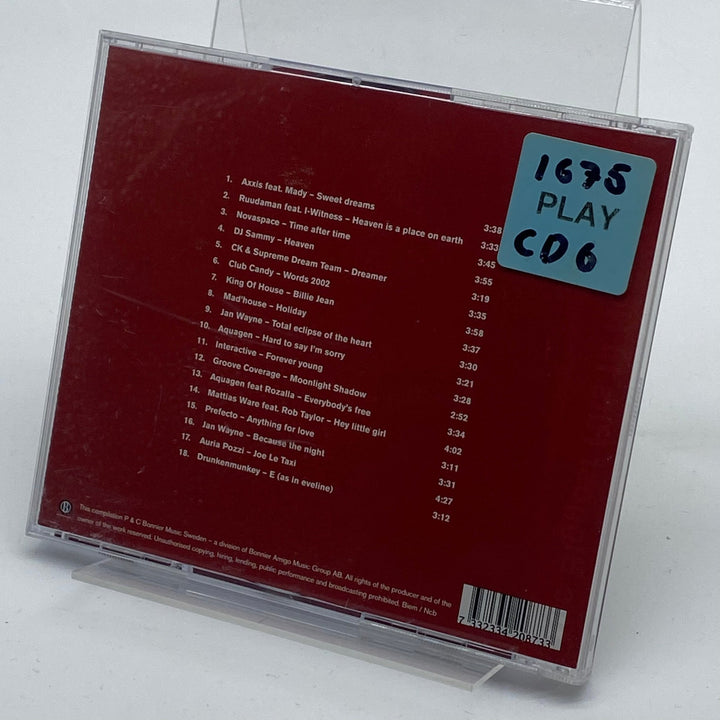 1. Axxis feat. Mady – Sweet dreams 3:38
2. Ruudaman feat. I-Witness – Heaven is a place on earth 3:33
3. Novaspace – Time after time 3:45
4. DJ Sammy – Heaven 3:55
5. CK & Supreme Dream Team – Dreamer 3:19
6. Club Candy – Words 2002 3:35
7. King Of House – Billie Jean 3:58
8. Mad'house – Holiday 3:37
9. Jan Wayne – Total eclipse of the heart 3:30
10. Aquagen – Hard to say I'm sorry 3:21
11. Interactive – Forever young 3:28
12. Groove Coverage – Moonlight Shadow 2:52
13. Aquagen feat Rozalla – Everybody's free 3:34
14. Mattias Ware feat. Rob Taylor – Hey little girl 4:02
15. Prefecto – Anything for love 3:11
16. Jan Wayne – Because the night 3:31
17. Auria Pozzi – Joe Le Taxi 4:27
18. Drunkenmunkey – E (as in eveline) 3:12
1675
PLAY
CD 6
This compilation P & C Bonnier Music Sweden – a division of Bonnier Amigo Music Group AB. All rights of the producer and of the
owner of the work reserved. Unauthorised copying, hiring, lending, public performance and broadcasting prohibited. Biem / Ncb
7 332334 208733